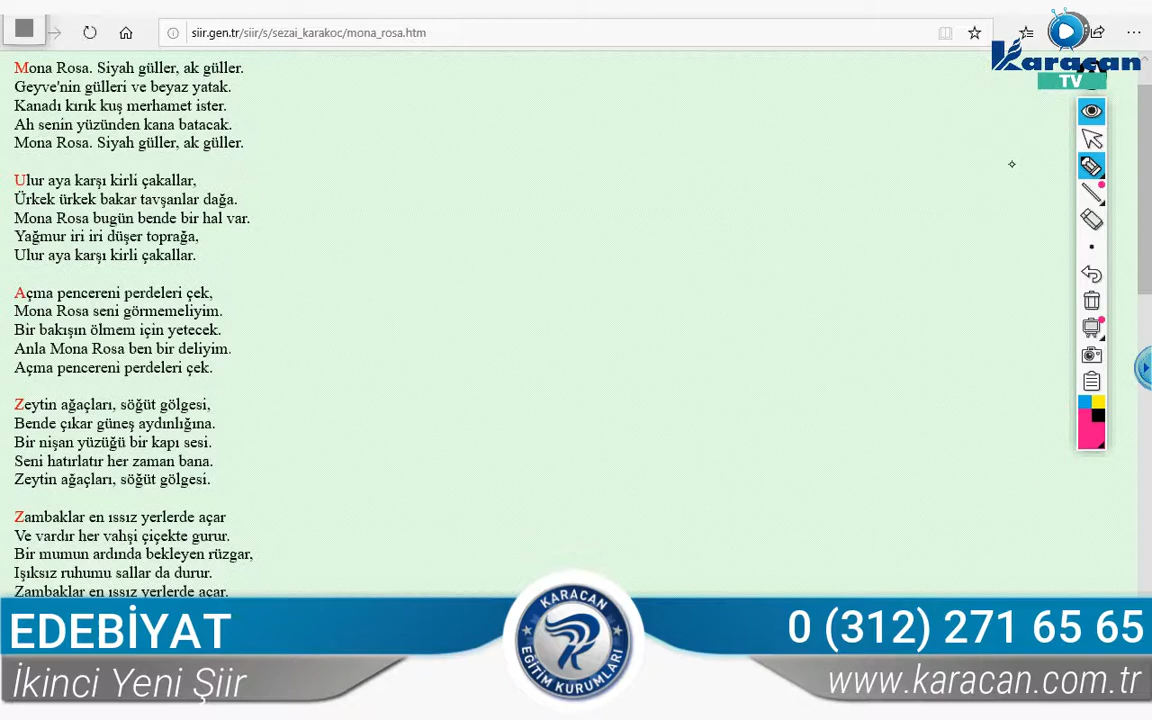 siir.gen.tr/siir/s/sezai_karakoc/mona_rosa.htm
Karacan
TV
Mona Rosa. Siyah güller, ak güller.
Geyve'nin gülleri ve beyaz yatak.
Kanadı kırık kuş merhamet ister.
Ah senin yüzünden kana batacak.
Mona Rosa. Siyah güller, ak güller.
Ulur aya karşı kirli çakallar,
Ürkek ürkek bakar tavşanlar dağa.
Mona Rosa bugün bende bir hal var.
Yağmur iri iri düşer toprağa,
Ulur aya karşı kirli çakallar.
Açma pencereni perdeleri çek,
Mona Rosa seni görmemeliyim.
Bir bakışın ölmem için yetecek.
Anla Mona Rosa ben bir deliyim.
Açma pencereni perdeleri çek.
Zeytin ağaçları, söğüt gölgesi,
Bende çıkar güneş aydınlığına.
Bir nişan yüzüğü bir kapı sesi.
Seni hatırlatır her zaman bana.
Zeytin ağaçları, söğüt gölgesi.
Zambaklar en ıssız yerlerde açar
Ve vardır her vahşi çiçekte gurur.
Bir mumun ardında bekleyen rüzgar,
Işıksız ruhumu sallar da durur.
Zambaklar en ıssız yerlerde açar.
EDEBİYAT
İkinci Yeni Şiir
KARACAN
EĞİTİM KURUMLARI
0 (312) 271 65 65
www.karacan.com.tr